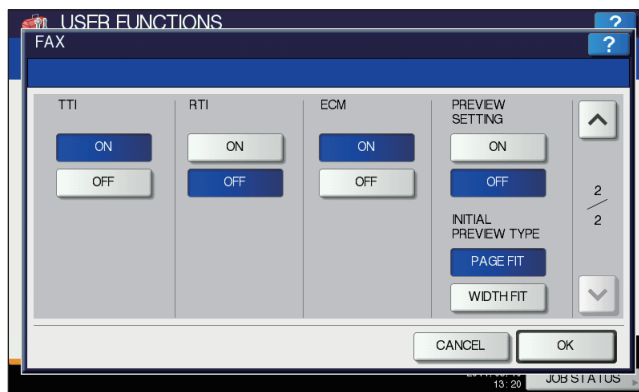 USER FUNCTIONS
?
FAX
?
TTI
RTI
ECM
PREVIEW
SETTING
ON
ON
ON
ON
OFF
OFF
OFF
OFF
2
2
INITIAL
PREVIEW TYPE
PAGE FIT
WIDTH FIT
CANCEL
OK
13:20
JOB STATUS